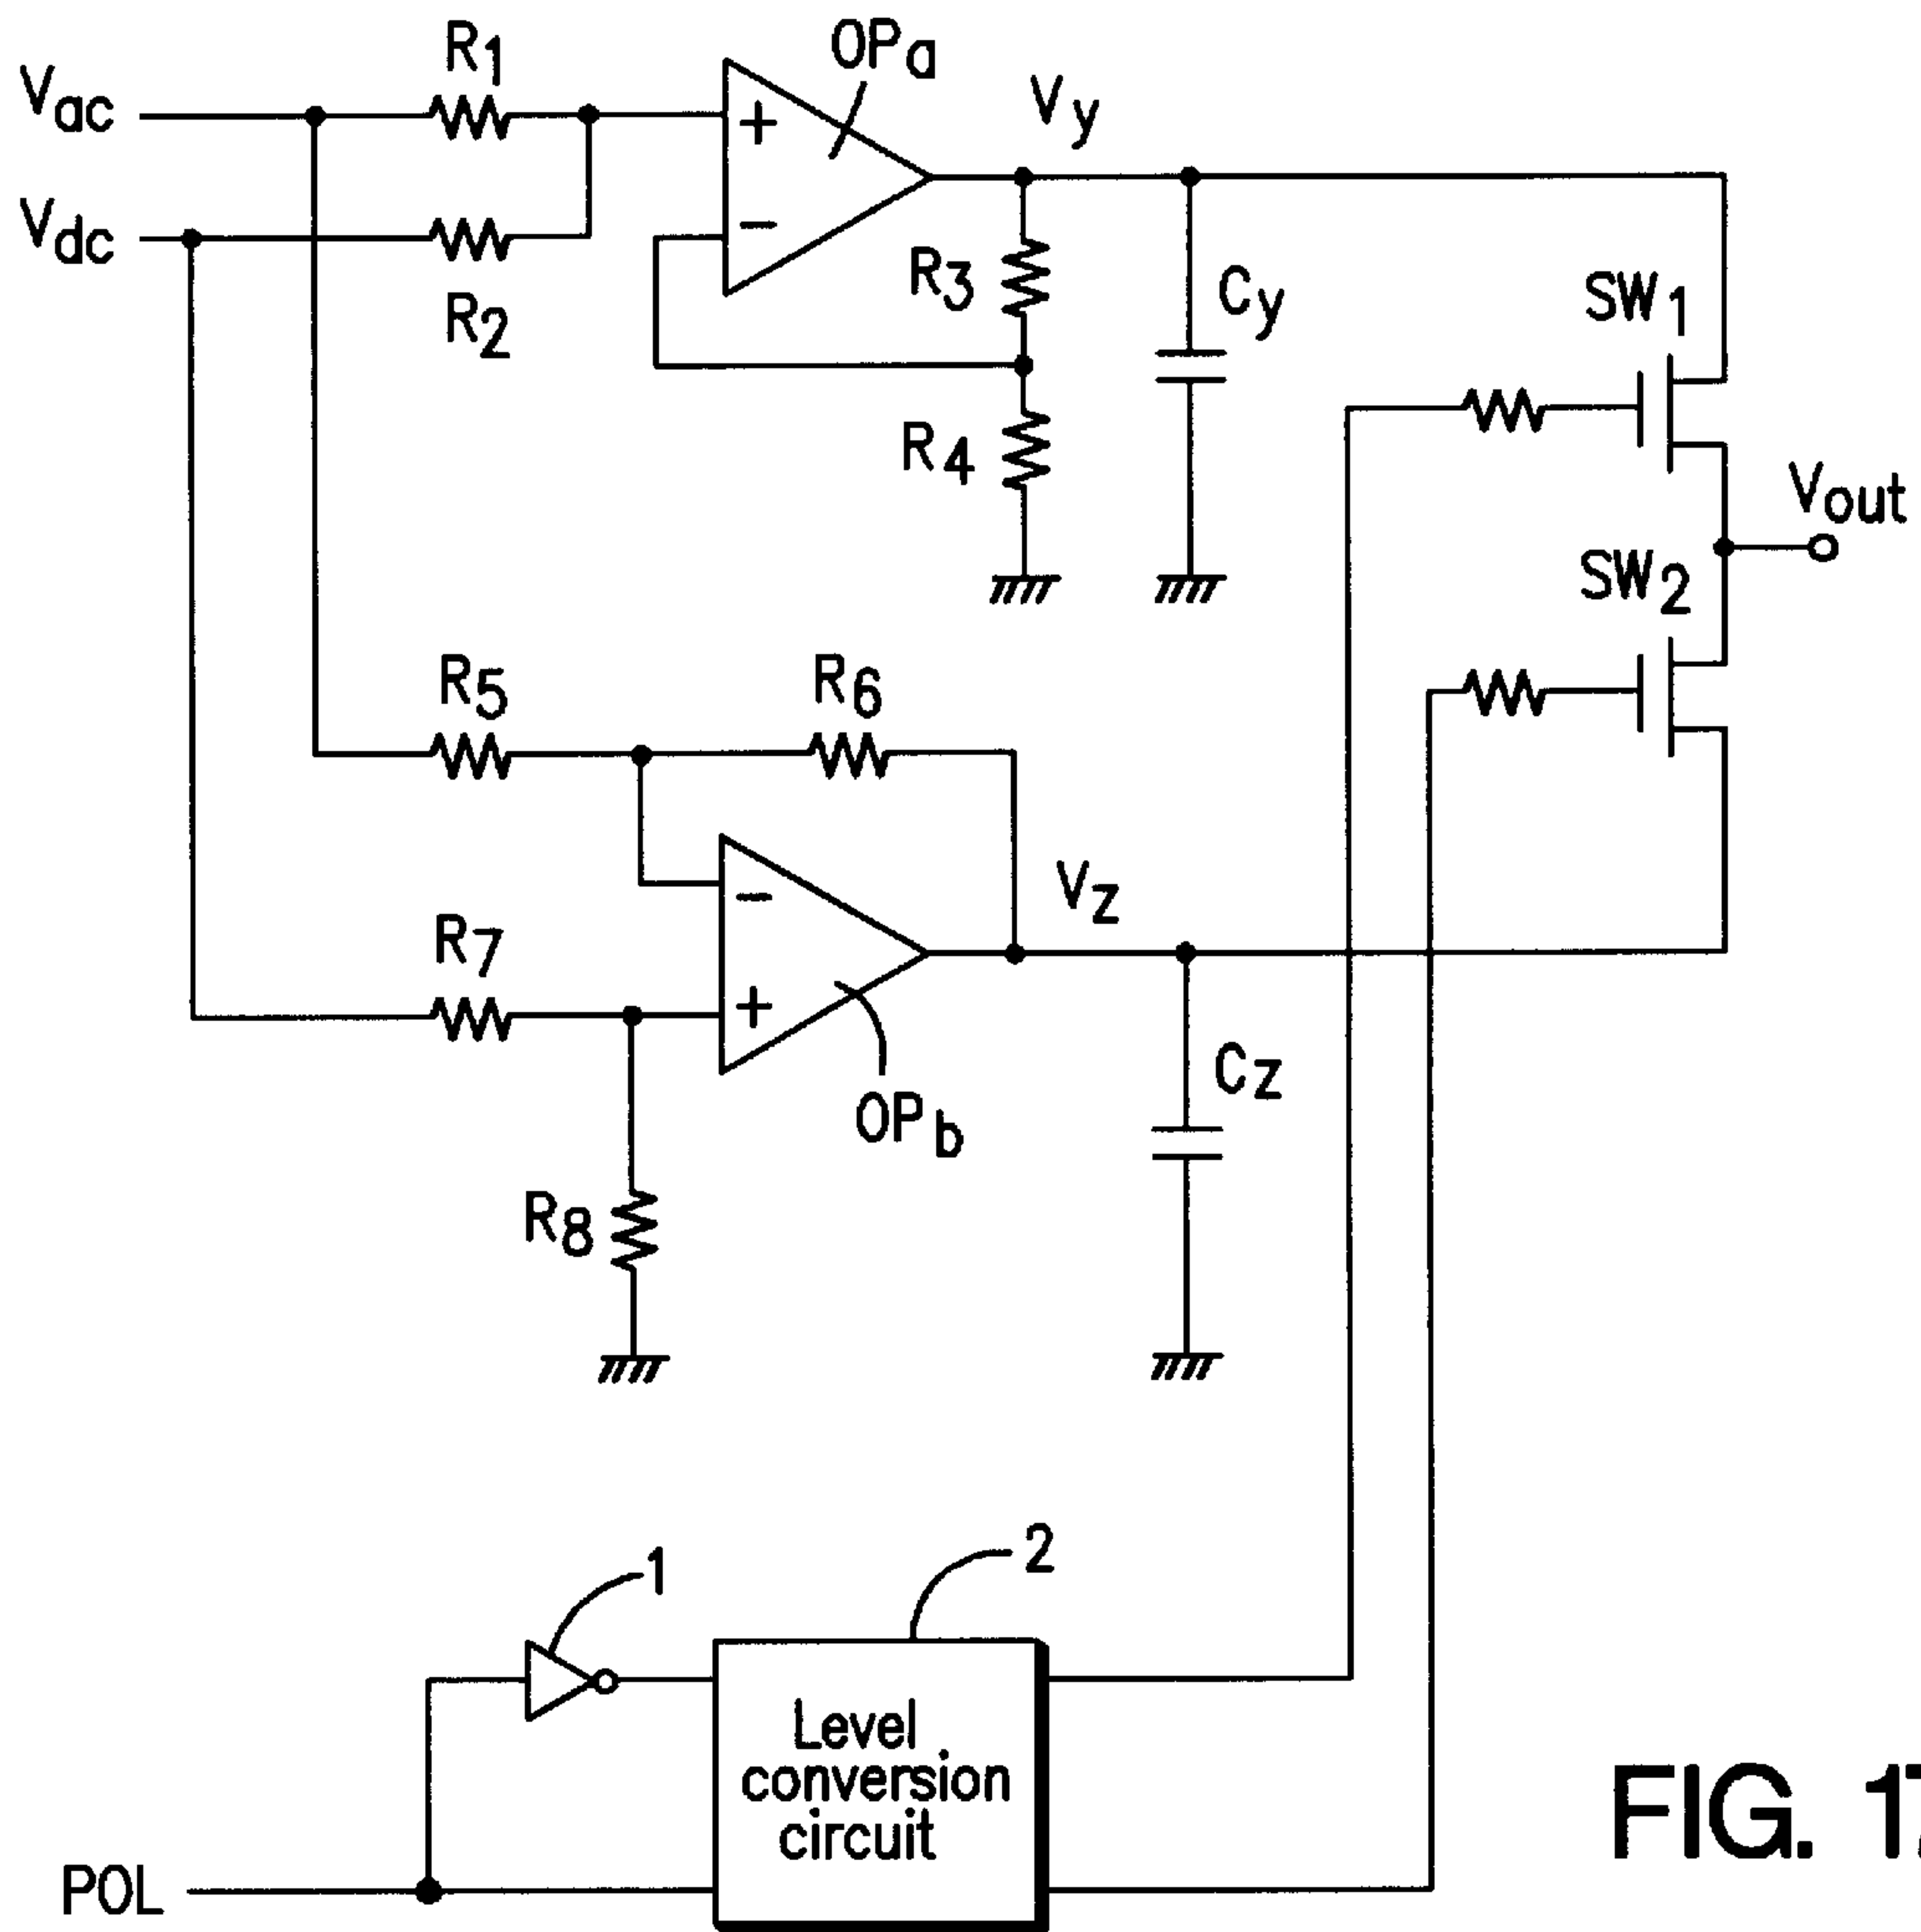 R1
OPa
Vac
Vy
Vdc
R2
R3
Cy
SW1
R4
Vout
SW2
R5
R6
Vz
R7
Cz
OPb
R8
1
2
Level
conversion
circuit
POL
FIG. 17